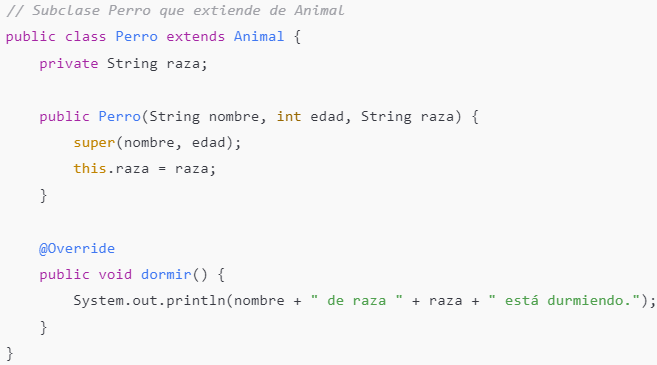 // Subclase Perro que extiende de Animal
public class Perro extends Animal {
    private String raza;

    public Perro(String nombre, int edad, String raza) {
        super(nombre, edad);
        this.raza = raza;
    }

    @Override
    public void dormir() {
        System.out.println(nombre + " de raza " + raza + " está durmiendo.");
    }
}